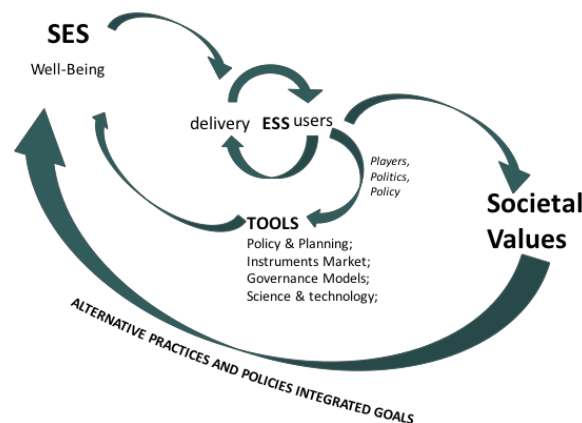 SES
Well-Being
delivery ESS users
Players,
Politics,
Policy
TOOLS
Policy & Planning;
Instruments Market;
Governance Models;
Science & technology;
Societal
Values
ALTERNATIVE PRACTICES AND POLICIES INTEGRATED GOALS